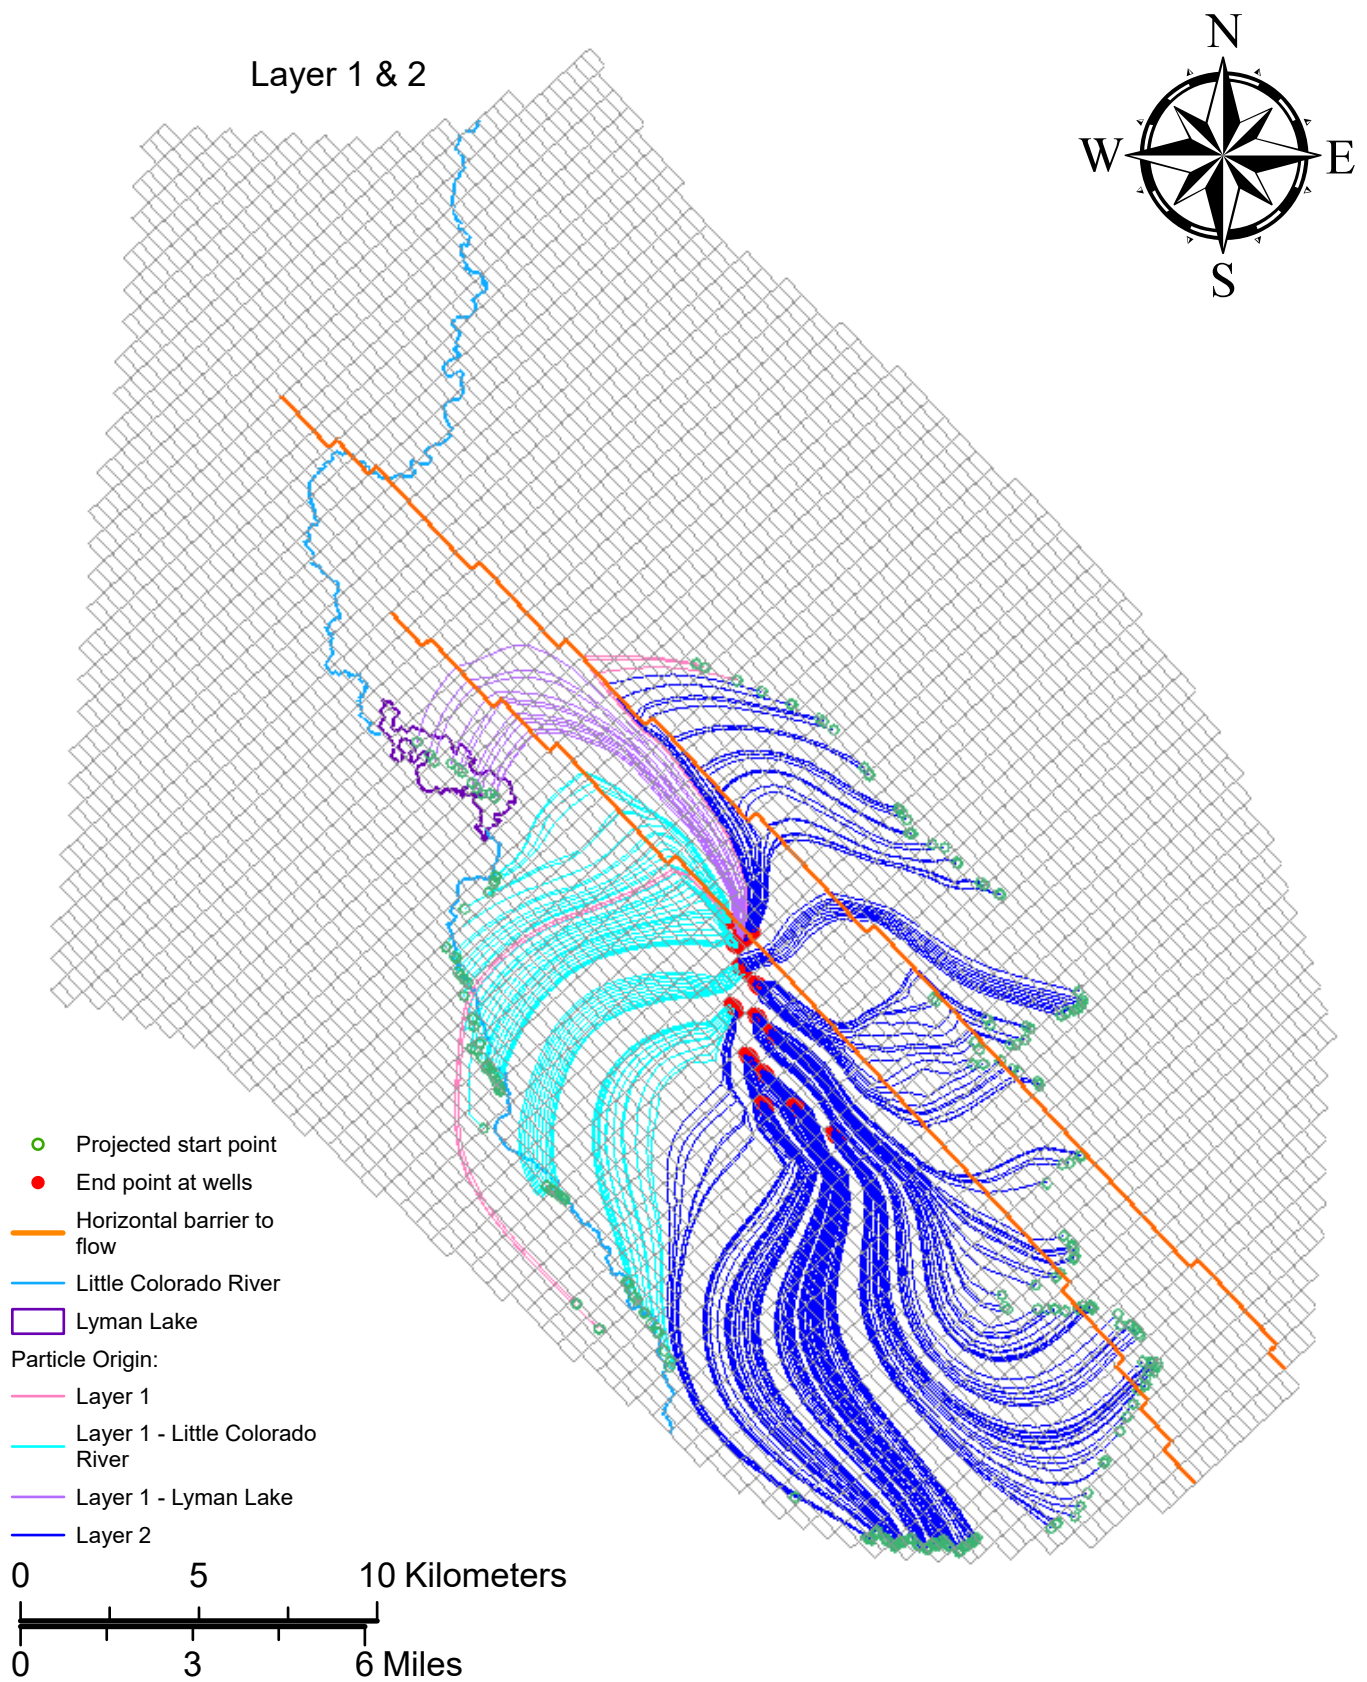 N
Layer 1 & 2
W
E
S
Projected start point
End point at wells
Horizontal barrier to
flow
Little Colorado River
Lyman Lake
Particle Origin:
Layer 1
Layer 1 - Little Colorado
River
Layer 1 - Lyman Lake
Layer 2
0 5 10 Kilometers
0 3 6 Miles